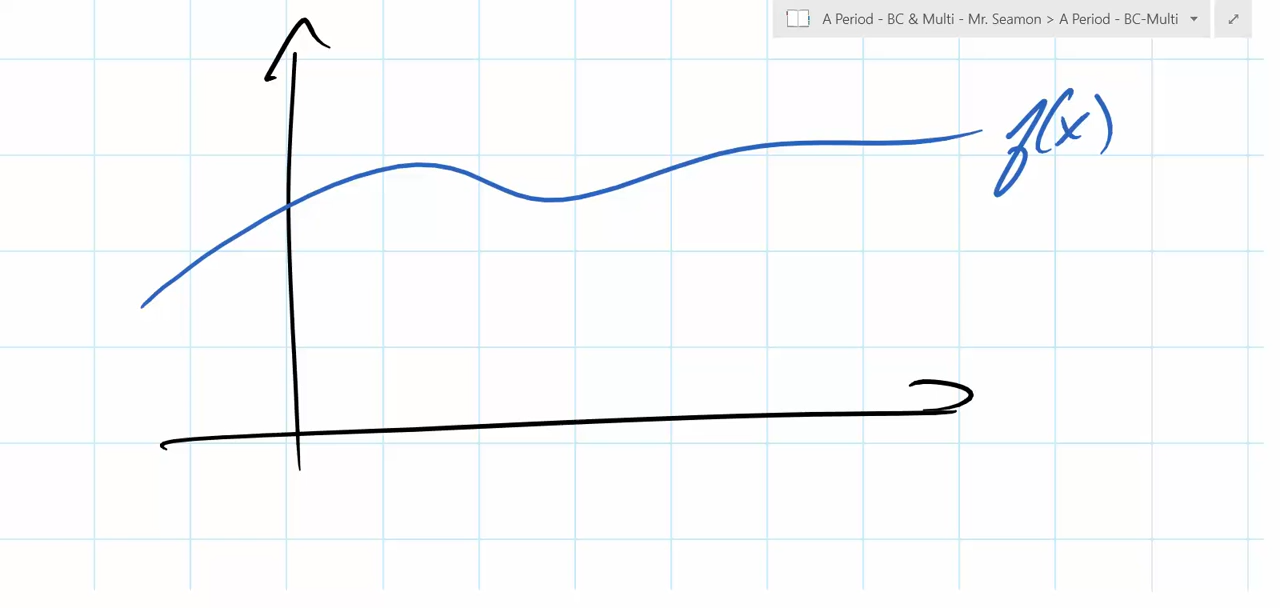 A Period - BC & Multi - Mr. Seamon > A Period - BC-Multi
f(x)